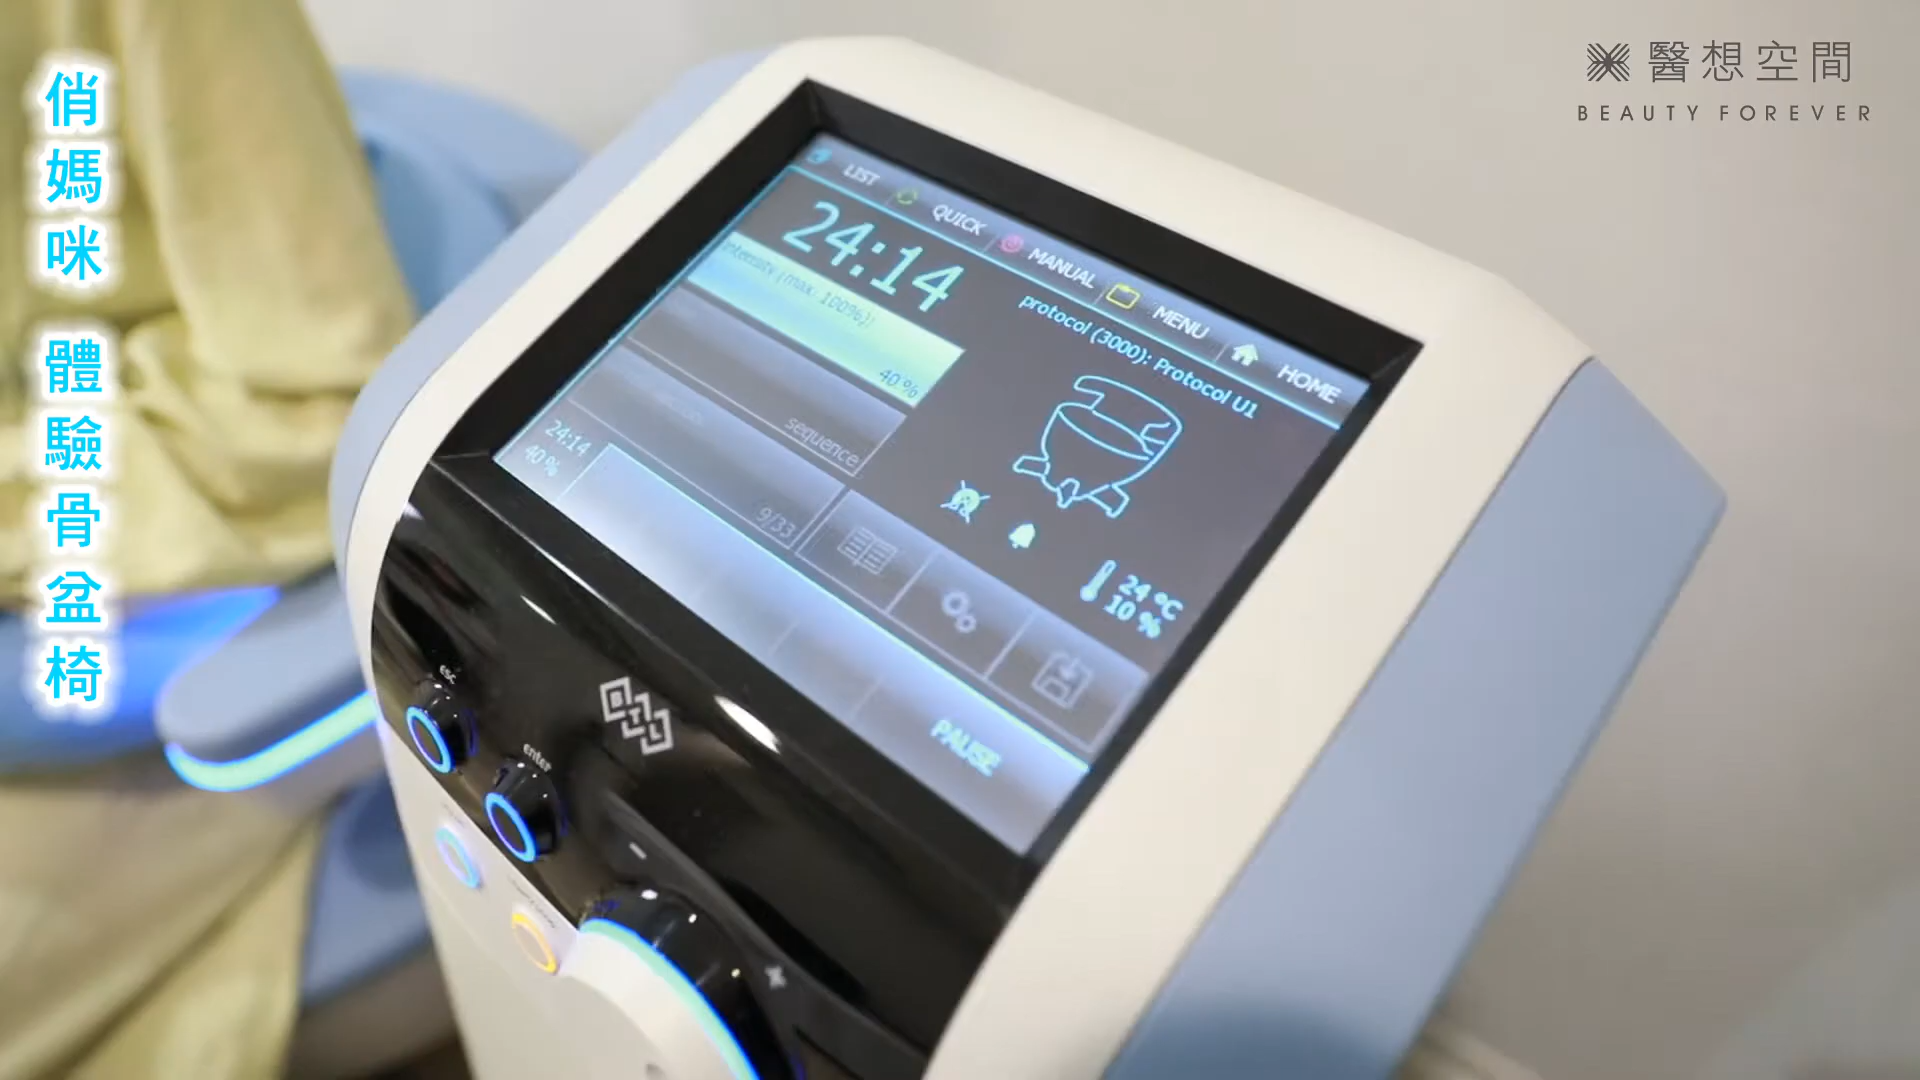 俏媽咪 體驗骨盆椅
醫想空間
BEAUTY FOREVER
LIST
QUICK
MANUAL
MENU
HOME
24:14
protocol (3000): Protocol U1
intensity (max. 100%)
40 %
sequence
24:14
40 %
9/33
24 °C
10 %
PAUSE
esc
enter
BTL